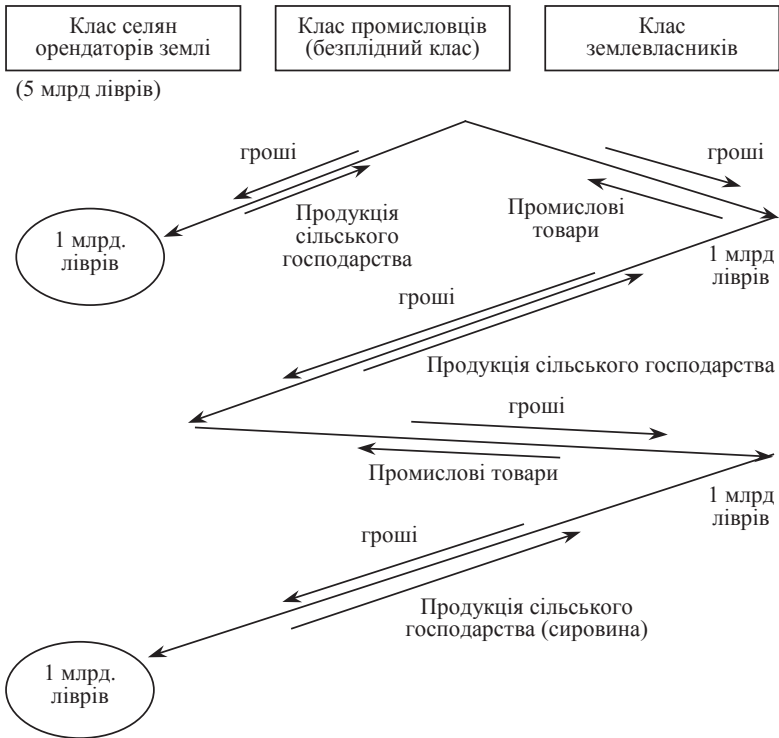 Клас селян
орендаторів землі
Клас промисловців
(безплідний клас)
Клас
землевласників
(5 млрд ліврів)
гроші
гроші
Продукція
сільського
господарства
Промислові
товари
1 млрд.
ліврів
1 млрд
ліврів
гроші
Продукція сільського господарства
гроші
Промислові товари
1 млрд
ліврів
гроші
Продукція сільського
господарства (сировина)
1 млрд.
ліврів